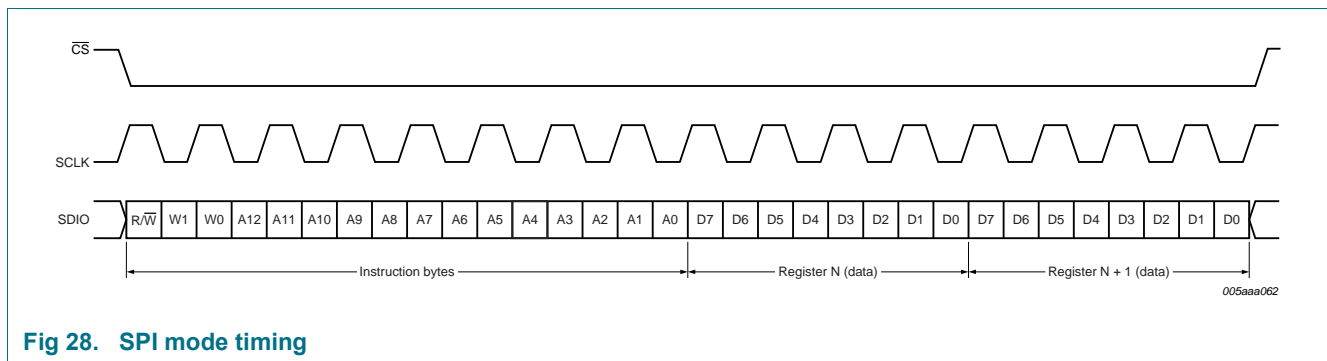 CS
SCLK
SDIO R/W W1 W0 A12 A11 A10 A9 A8 A7 A6 A5 A4 A3 A2 A1 A0 D7 D6 D5 D4 D3 D2 D1 D0 D7 D6 D5 D4 D3 D2 D1 D0
Instruction bytes Register N (data) Register N + 1 (data)
005aaa062
Fig 28. SPI mode timing